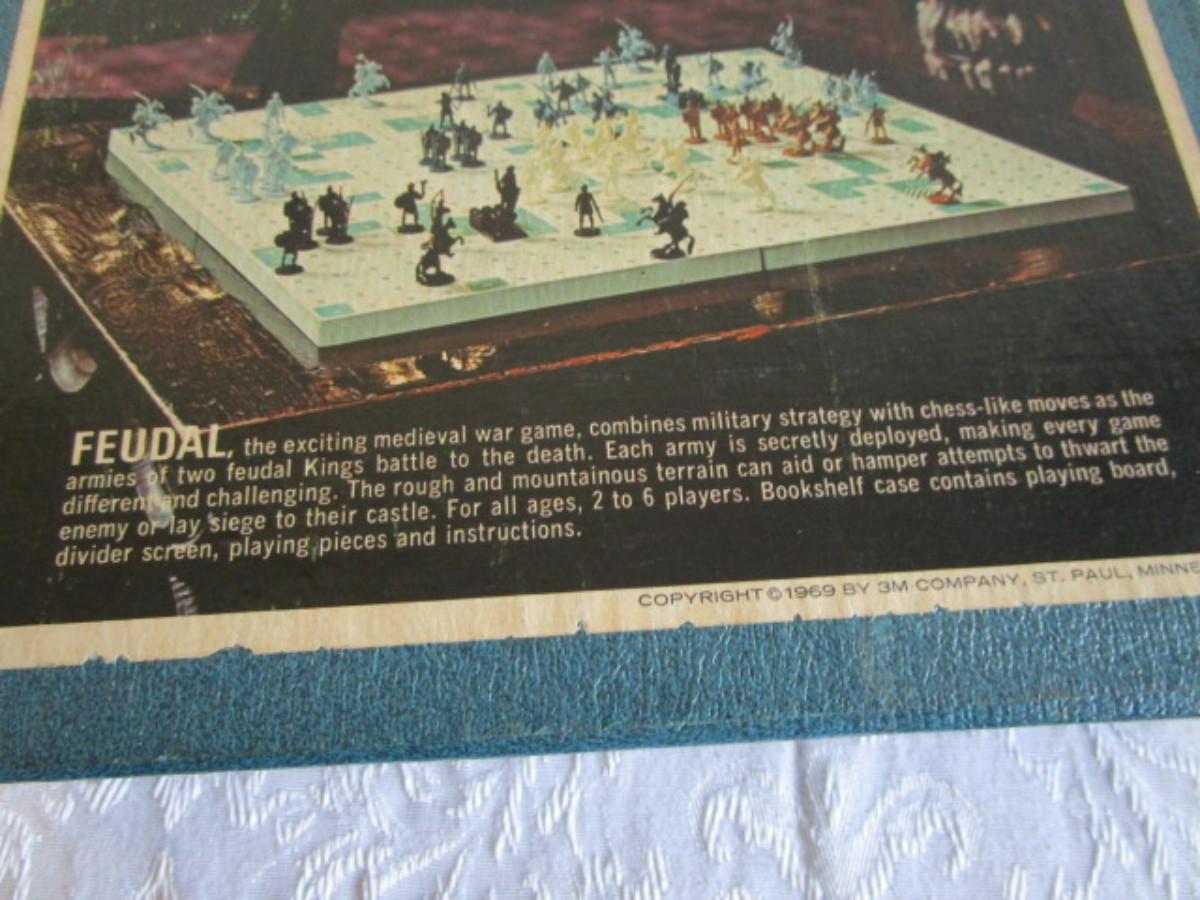 FEUDAL, the exciting medieval war game, combines military strategy with chess-like moves as the
armies of two feudal Kings battle to the death. Each army is secretly deployed, making every game
different and challenging. The rough and mountainous terrain can aid or hamper attempts to thwart the
enemy or lay siege to their castle. For all ages, 2 to 6 players. Bookshelf case contains playing board,
divider screen, playing pieces and instructions.
COPYRIGHT © 1969 BY 3M COMPANY, ST. PAUL, MINNE